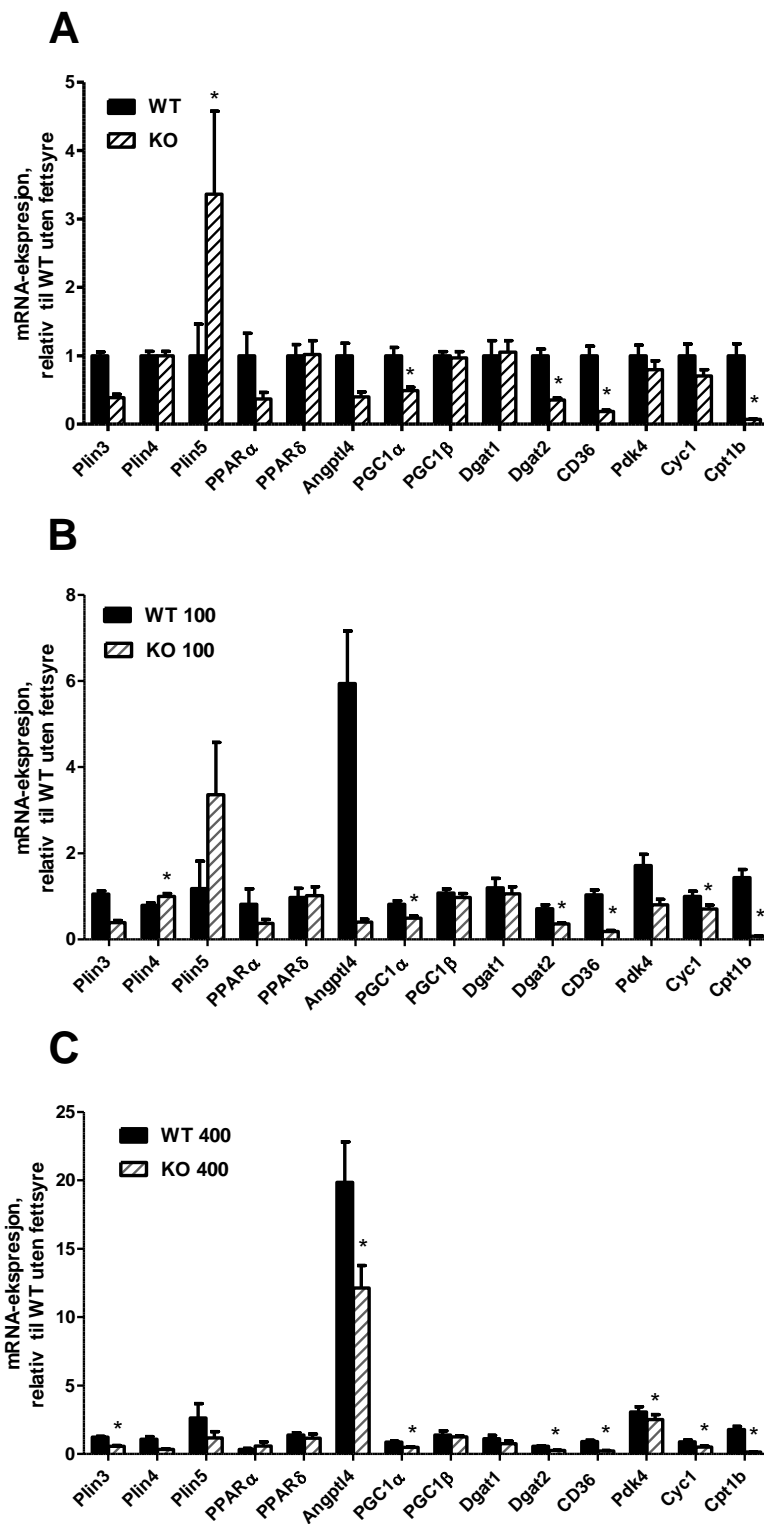 A
5
4
3
2
1
0
mRNA-ekspresjon,
relativ til WT uten fettsyre
WT
KO
*
*
*
*
*
Plin3
Plin4
Plin5
PPARα
PPARδ
Angptl4
PGC1α
PGC1β
Dgat1
Dgat2
CD36
Pdk4
Cyc1
Cpt1b
B
8
6
4
2
0
mRNA-ekspresjon,
relativ til WT uten fettsyre
WT 100
KO 100
*
*
*
*
*
*
Plin3
Plin4
Plin5
PPARα
PPARδ
Angptl4
PGC1α
PGC1β
Dgat1
Dgat2
CD36
Pdk4
Cyc1
Cpt1b
C
25
20
15
10
5
0
mRNA-ekspresjon,
relativ til WT uten fettsyre
WT 400
KO 400
*
*
*
*
*
*
*
*
Plin3
Plin4
Plin5
PPARα
PPARδ
Angptl4
PGC1α
PGC1β
Dgat1
Dgat2
CD36
Pdk4
Cyc1
Cpt1b